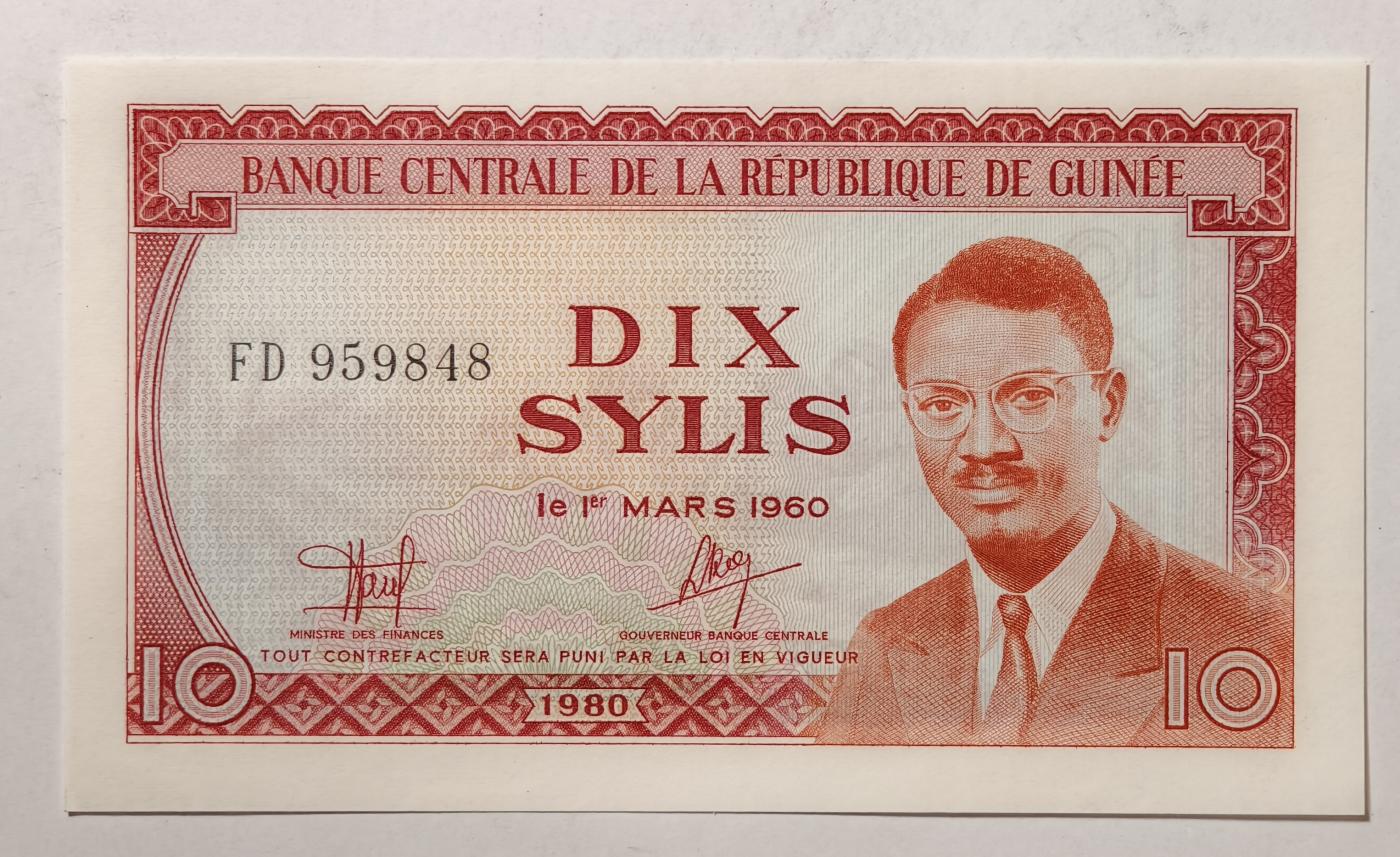 BANQUE CENTRALE DE LA RÉPUBLIQUE DE GUINÉE
FD 959848
DIX
SYLIS
le 1er MARS 1960
MINISTRE DES FINANCES
GOUVERNEUR BANQUE CENTRALE
TOUT CONTREFACTEUR SERA PUNI PAR LA LOI EN VIGUEUR
10
1980
10